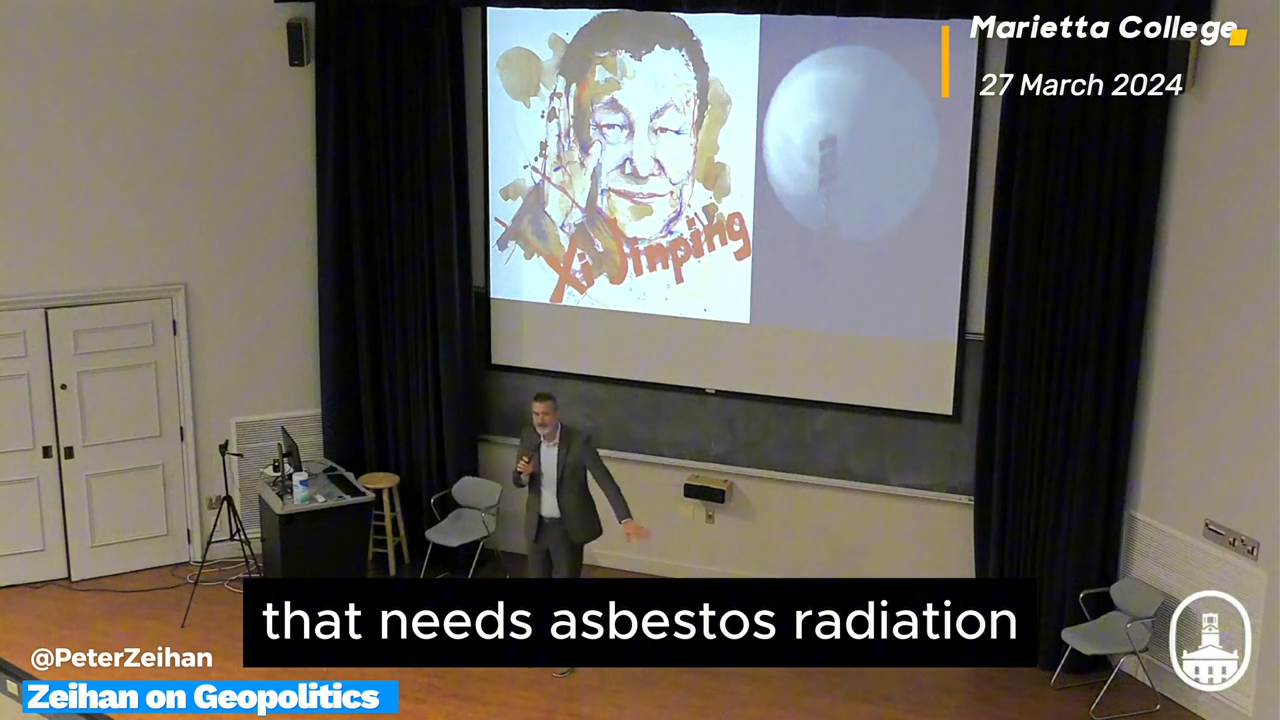 Marietta College
27 March 2024
Xi Jinping
that needs asbestos radiation
@PeterZeihan
Zeihan on Geopolitics